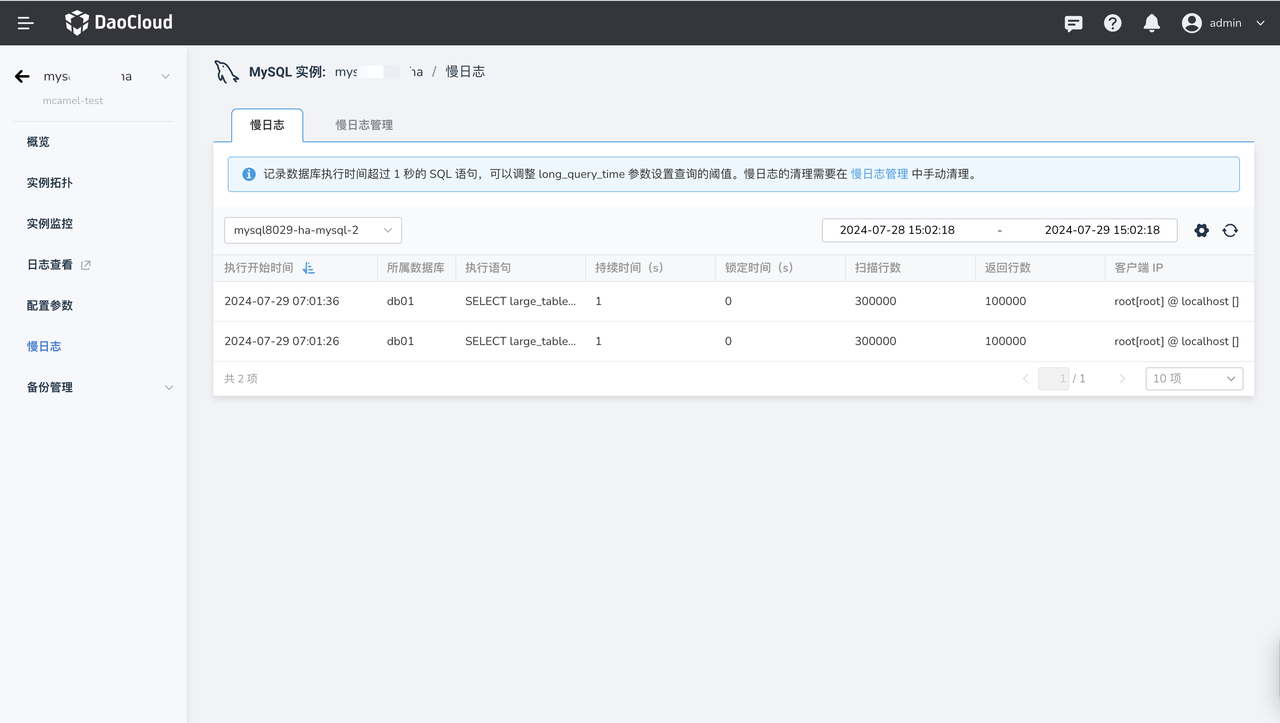 DaoCloud
admin
mys ha
mcamel-test
概览
实例拓扑
实例监控
日志查看
配置参数
慢日志
备份管理
MySQL 实例: mys ha / 慢日志
慢日志 慢日志管理
记录数据库执行时间超过 1 秒的 SQL 语句，可以调整 long_query_time 参数设置查询的阈值。慢日志的清理需要在 慢日志管理 中手动清理。
mysql8029-ha-mysql-2 2024-07-28 15:02:18 - 2024-07-29 15:02:18
执行开始时间 所属数据库 执行语句 持续时间（s） 锁定时间（s） 扫描行数 返回行数 客户端 IP
2024-07-29 07:01:36 db01 SELECT large_table... 1 0 300000 100000 root[root] @ localhost []
2024-07-29 07:01:26 db01 SELECT large_table... 1 0 300000 100000 root[root] @ localhost []
共 2 项 1 / 1 10 项